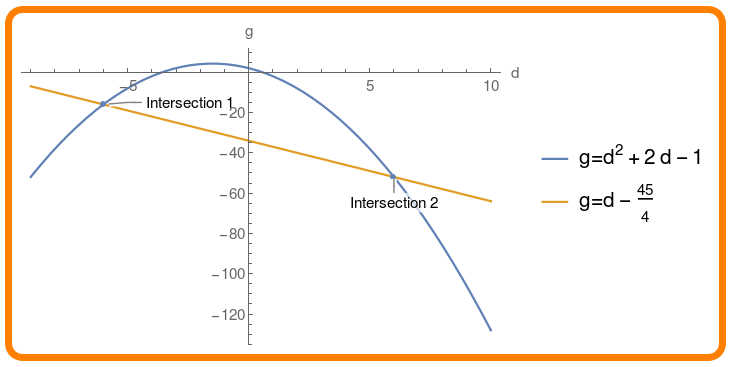 g
d
−5
5
10
−20
−40
−60
−80
−100
−120
Intersection 1
Intersection 2
g=d² + 2 d − 1
g=d − 45/4